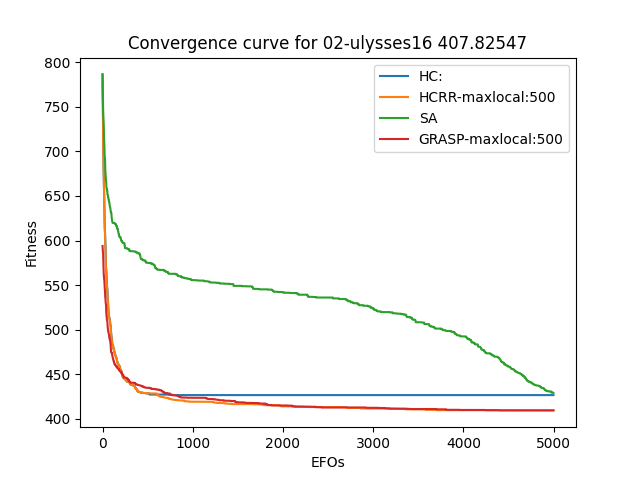 Convergence curve for 02-ulysses16 407.82547
HC:
HCRR-maxlocal:500
SA
GRASP-maxlocal:500
Fitness
800
750
700
650
600
550
500
450
400
0 1000 2000 3000 4000 5000
EFOs